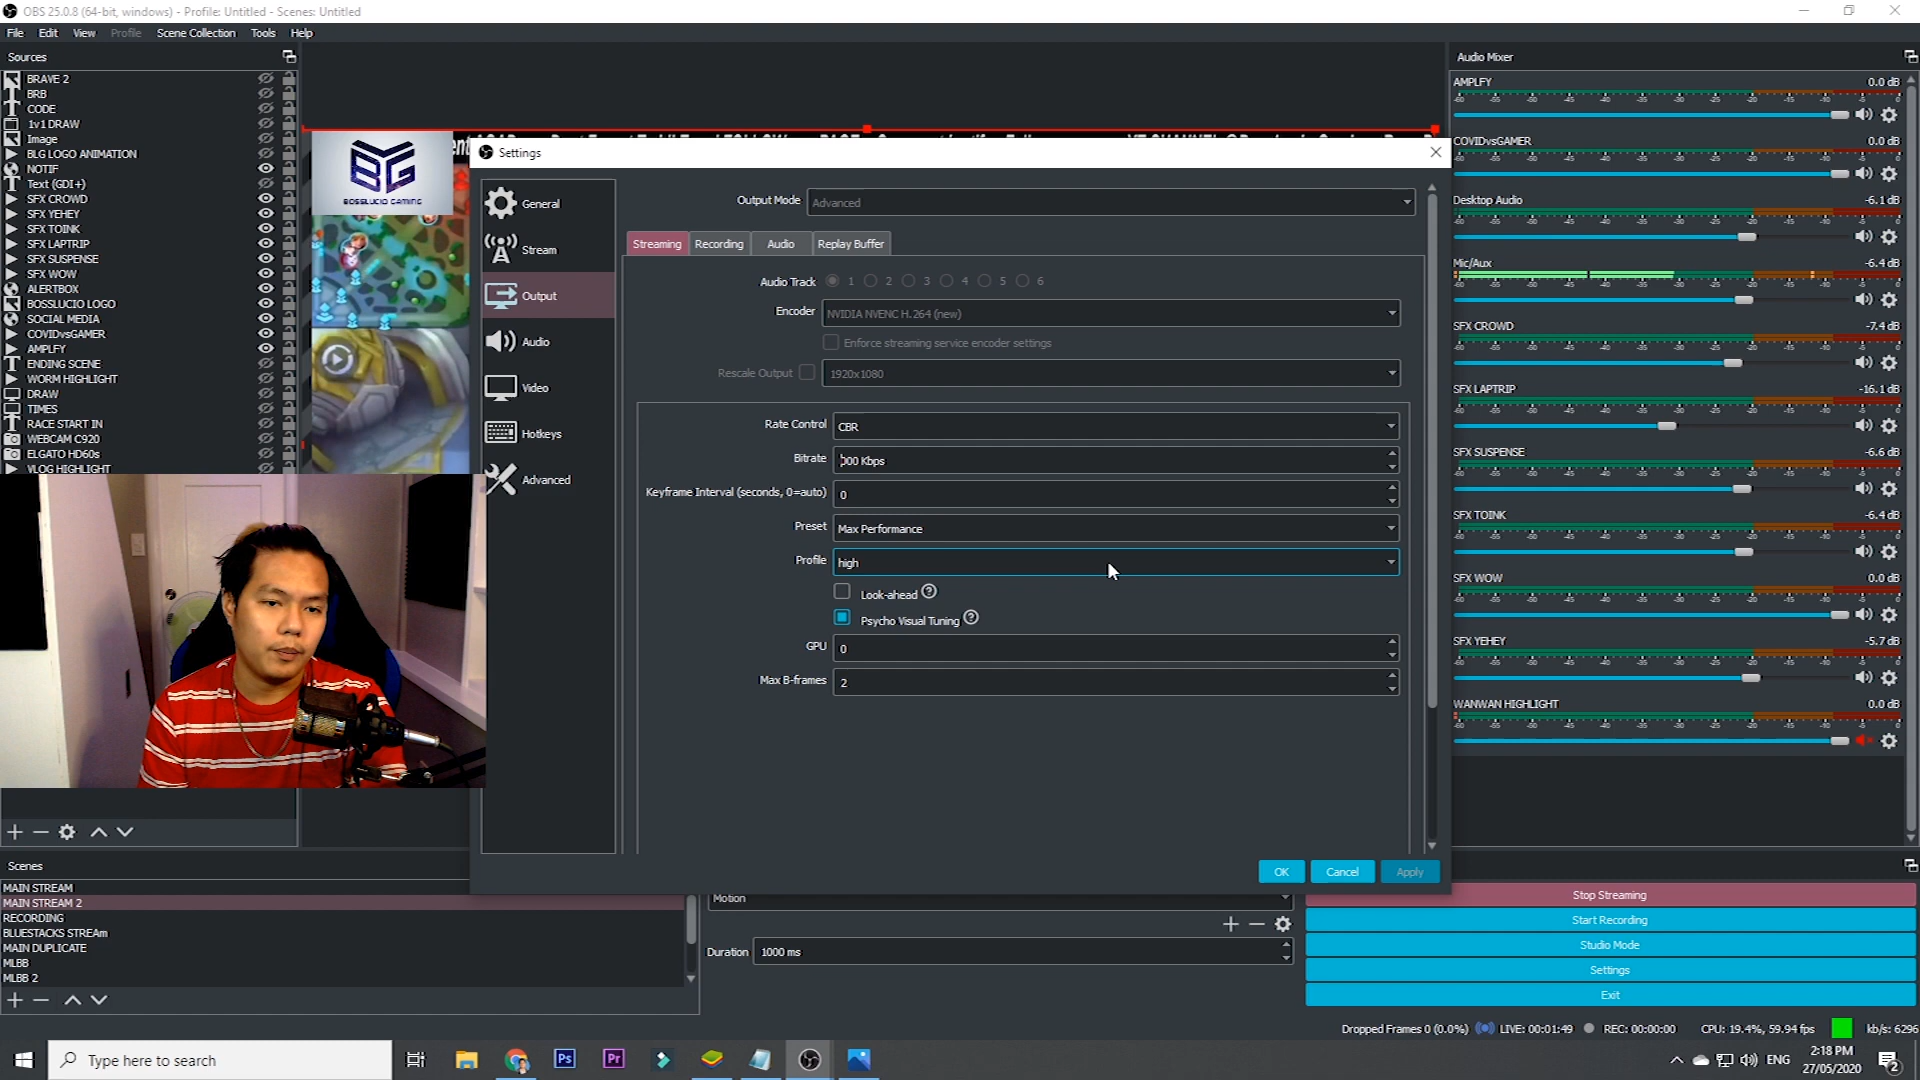 OBS 25.0.8 (64-bit, windows) - Profile: Untitled - Scenes: Untitled
File Edit View Profile Scene Collection Tools Help
Sources
BRAVE 2
BRB
CODE
1v1 DRAW
Image
BLG LOGO ANIMATION
NOTIF
Text (GDI+)
SFX CROWD
SFX YEHEY
SFX TOINK
SFX LAPTRIP
SFX SUSPENSE
SFX WOW
ALERTBOX
BOSSLUCIO LOGO
SOCIAL MEDIA
COVIDvsGAMER
AMPLFY
ENDING SCENE
WORM HIGHLIGHT
DRAW
TIMES
RACE START IN
WEBCAM C920
ELGATO HD60s
VLOG HIGHLIGHT
BOSSLUCIO GAMING
Settings
General
Stream
Output
Audio
Video
Hotkeys
Advanced
Output Mode Advanced
Streaming Recording Audio Replay Buffer
Audio Track 1 2 3 4 5 6
Encoder NVIDIA NVENC H.264 (new)
Enforce streaming service encoder settings
Rescale Output 1920x1080
Rate Control CBR
Bitrate 000 Kbps
Keyframe Interval (seconds, 0=auto) 0
Preset Max Performance
Profile high
Look-ahead
Psycho Visual Tuning
GPU 0
Max B-frames 2
OK Cancel Apply
Audio Mixer
AMPLFY 0.0 dB
COVIDvsGAMER 0.0 dB
Desktop Audio -6.1 dB
Mic/Aux -6.4 dB
SFX CROWD -7.4 dB
SFX LAPTRIP -16.1 dB
SFX SUSPENSE -6.6 dB
SFX TOINK -6.4 dB
SFX WOW 0.0 dB
SFX YEHEY -5.7 dB
WANWAN HIGHLIGHT 0.0 dB
Scenes
MAIN STREAM
MAIN STREAM 2
RECORDING
BLUESTACKS STREAm
MAIN DUPLICATE
MLBB
MLBB 2
Motion
Duration 1000 ms
Stop Streaming
Start Recording
Studio Mode
Settings
Exit
Dropped Frames 0 (0.0%) LIVE: 00:01:49 REC: 00:00:00 CPU: 19.4%, 59.94 fps kb/s: 6296
Type here to search
Ps Pr
ENG
2:18 PM
27/05/2020
2